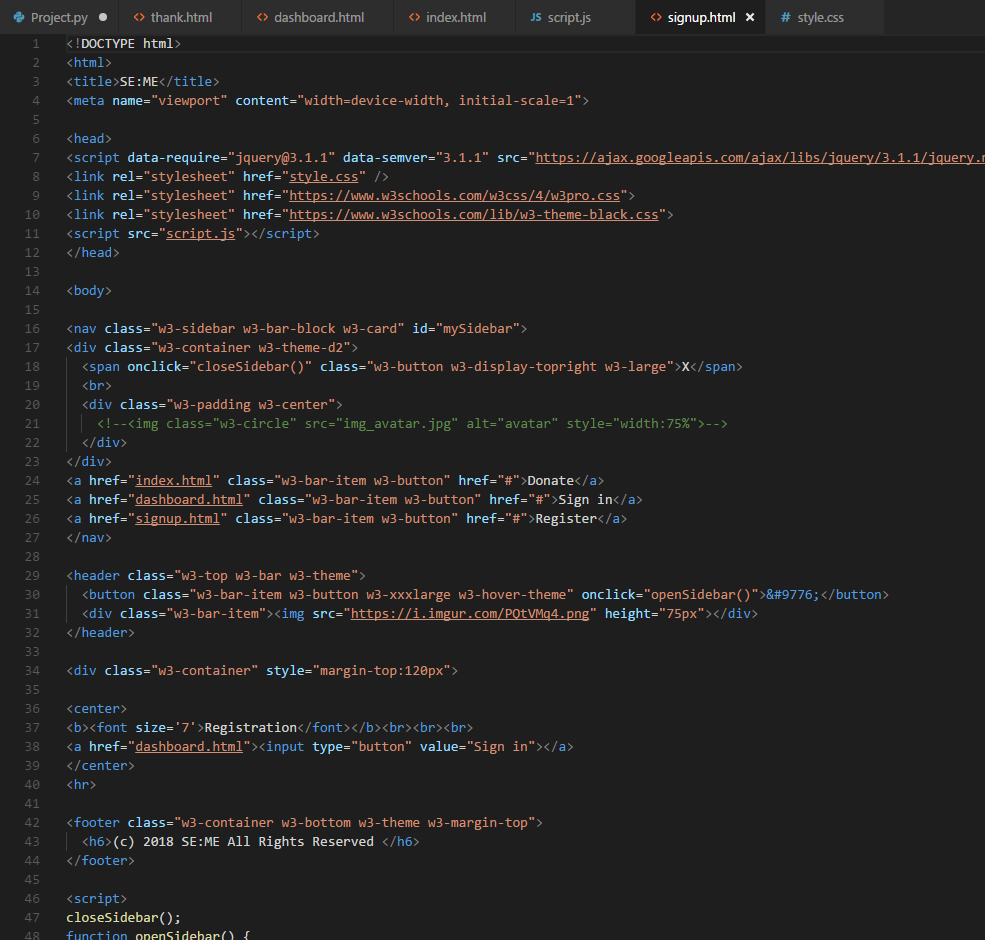 Project.py ● <> thank.html <> dashboard.html <> index.html JS script.js <> signup.html × # style.css
1 <!DOCTYPE html>
2 <html>
3 <title>SE:ME</title>
4 <meta name="viewport" content="width=device-width, initial-scale=1">
5
6 <head>
7 <script data-require="jquery@3.1.1" data-semver="3.1.1" src="https://ajax.googleapis.com/ajax/libs/jquery/3.1.1/jquery.
8 <link rel="stylesheet" href="style.css" />
9 <link rel="stylesheet" href="https://www.w3schools.com/w3css/4/w3pro.css">
10 <link rel="stylesheet" href="https://www.w3schools.com/lib/w3-theme-black.css">
11 <script src="script.js"></script>
12 </head>
13
14 <body>
15
16 <nav class="w3-sidebar w3-bar-block w3-card" id="mySidebar">
17 <div class="w3-container w3-theme-d2">
18 <span onclick="closeSidebar()" class="w3-button w3-display-topright w3-large">X</span>
19 <br>
20 <div class="w3-padding w3-center">
21 <!--<img class="w3-circle" src="img_avatar.jpg" alt="avatar" style="width:75%">-->
22 </div>
23 </div>
24 <a href="index.html" class="w3-bar-item w3-button" href="#">Donate</a>
25 <a href="dashboard.html" class="w3-bar-item w3-button" href="#">Sign in</a>
26 <a href="signup.html" class="w3-bar-item w3-button" href="#">Register</a>
27 </nav>
28
29 <header class="w3-top w3-bar w3-theme">
30 <button class="w3-bar-item w3-button w3-xxxlarge w3-hover-theme" onclick="openSidebar()">&#9776;</button>
31 <div class="w3-bar-item"><img src="https://i.imgur.com/PQtVMq4.png" height="75px"></div>
32 </header>
33
34 <div class="w3-container" style="margin-top:120px">
35
36 <center>
37 <b><font size='7'>Registration</font></b><br><br><br>
38 <a href="dashboard.html"><input type="button" value="Sign in"></a>
39 </center>
40 <hr>
41
42 <footer class="w3-container w3-bottom w3-theme w3-margin-top">
43 <h6>(c) 2018 SE:ME All Rights Reserved </h6>
44 </footer>
45
46 <script>
47 closeSidebar();
48 function openSidebar() {